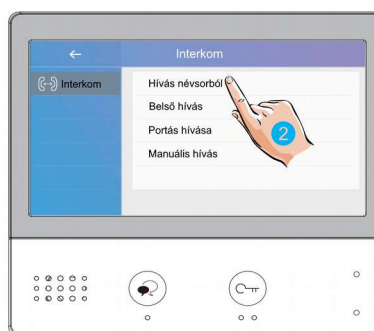 Interkom
Interkom
Hívás névsorból
Belső hívás
Portás hívása
Manuális hívás
2